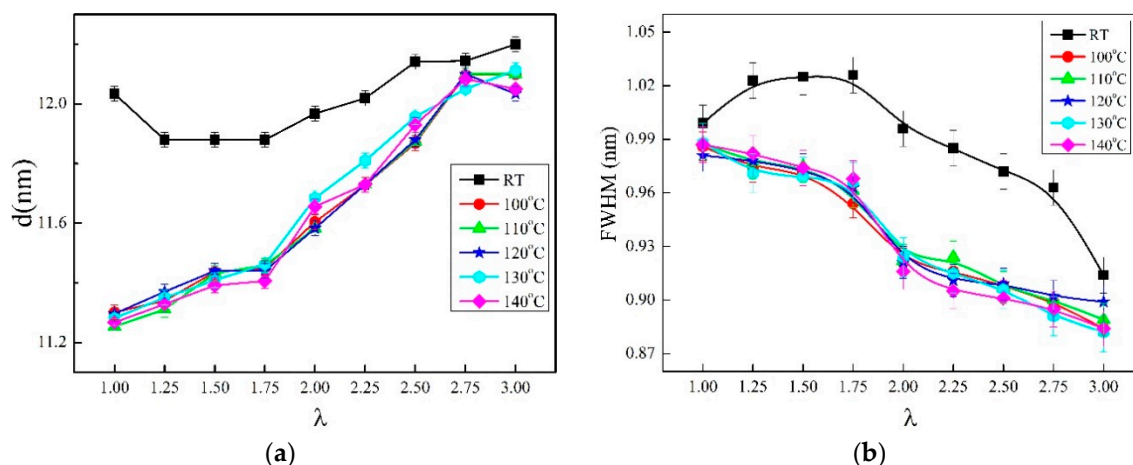 d(nm)
12.0
11.6
11.2
1.00 1.25 1.50 1.75 2.00 2.25 2.50 2.75 3.00
λ
RT
100°C
110°C
120°C
130°C
140°C
(a)
FWHM (nm)
1.05
1.02
0.99
0.96
0.93
0.90
0.87
1.00 1.25 1.50 1.75 2.00 2.25 2.50 2.75 3.00
λ
RT
100°C
110°C
120°C
130°C
140°C
(b)